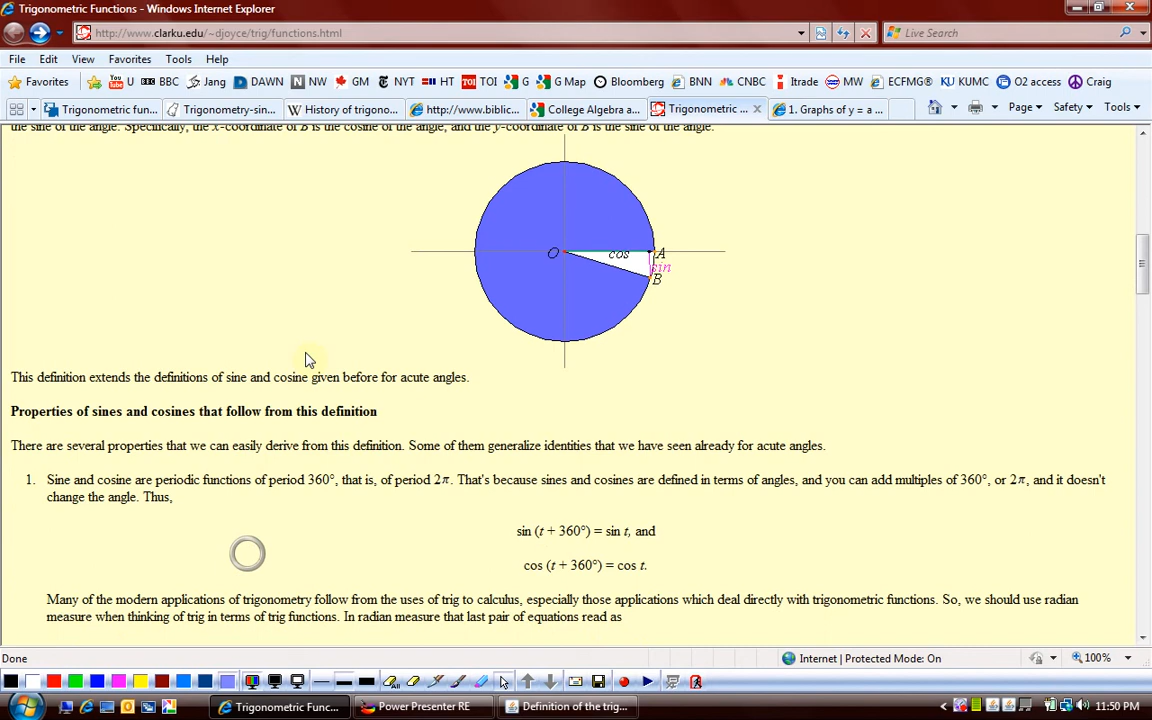 Trigonometric Functions - Windows Internet Explorer
http://www.clarku.edu/~djoyce/trig/functions.html
Live Search
File Edit View Favorites Tools Help
Favorites YouTube U BBC Jang DAWN N NW GM NYT HT TOI TOI G G Map Bloomberg BNN CNBC Itrade MW ECFMG® KU KUMC O2 access Craig
Trigonometric fun... Trigonometry-sin... W History of trigono... http://www.biblic... College Algebra a... Trigonometric ... 1. Graphs of y = a ... Page Safety Tools
the sine of the angle. Specifically, the x-coordinate of B is the cosine of the angle, and the y-coordinate of B is the sine of the angle.
O cos A
sin
B
This definition extends the definitions of sine and cosine given before for acute angles.
Properties of sines and cosines that follow from this definition
There are several properties that we can easily derive from this definition. Some of them generalize identities that we have seen already for acute angles.
1. Sine and cosine are periodic functions of period 360°, that is, of period 2π. That's because sines and cosines are defined in terms of angles, and you can add multiples of 360°, or 2π, and it doesn't
change the angle. Thus,
sin (t + 360°) = sin t, and
cos (t + 360°) = cos t.
Many of the modern applications of trigonometry follow from the uses of trig to calculus, especially those applications which deal directly with trigonometric functions. So, we should use radian
measure when thinking of trig in terms of trig functions. In radian measure that last pair of equations read as
Done Internet | Protected Mode: On 100%
Trigonometric Func... Power Presenter RE Definition of the trig... 11:50 PM